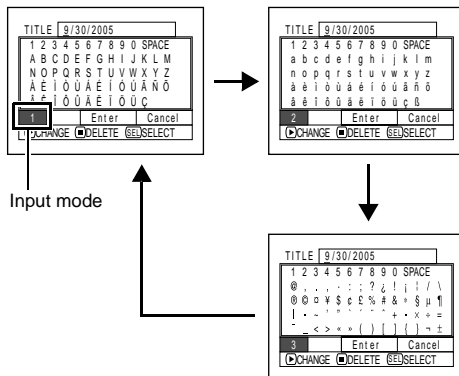 TITLE 9/30/2005
1 2 3 4 5 6 7 8 9 0 SPACE
A B C D E F G H I J K L M
N O P Q R S T U V W X Y Z
À È Ì Ò Ù Á É Í Ó Ú Ã Ñ Õ
Â Ê Î Ô Û Ä Ë Ï Ö Ü Ç
1 Enter Cancel
CHANGE DELETE SEL SELECT
Input mode
TITLE 9/30/2005
1 2 3 4 5 6 7 8 9 0 SPACE
a b c d e f g h i j k l m
n o p q r s t u v w x y z
à è ì ò ù á é í ó ú ã ñ õ
â ê î ô û ä ë ï ö ü ç ß
2 Enter Cancel
CHANGE DELETE SEL SELECT
TITLE 9/30/2005
1 2 3 4 5 6 7 8 9 0 SPACE
@ . , · : ; ? ¿ ! ¡ / \
® © ¤ ¥ $ ¢ £ % # & § µ ¶
+ × ÷ =
_ < > « » ( ) [ ] { } ¬ ±
3 Enter Cancel
CHANGE DELETE SEL SELECT